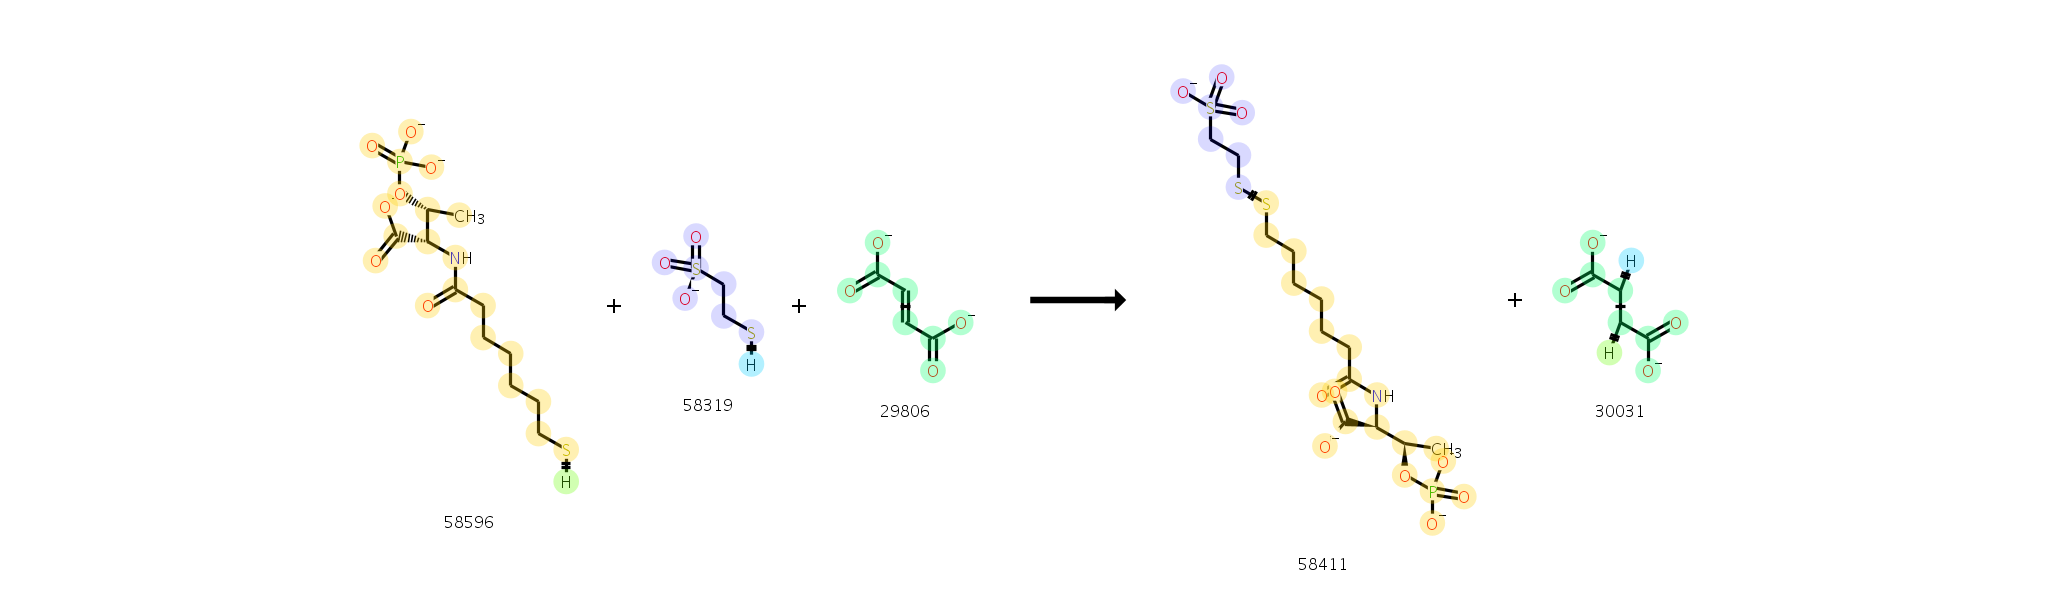 O⁻
O P O⁻
O
O⁻ CH₃
O NH
O
S
H
58596
+
O
O S
O⁻
S
H
58319
+
O⁻
O
O⁻
O
29806
O⁻ O
S O
S
S
O O NH
O⁻ CH₃
O O⁻
P O
O⁻
58411
+
O⁻ H
O
O
H
O⁻
30031